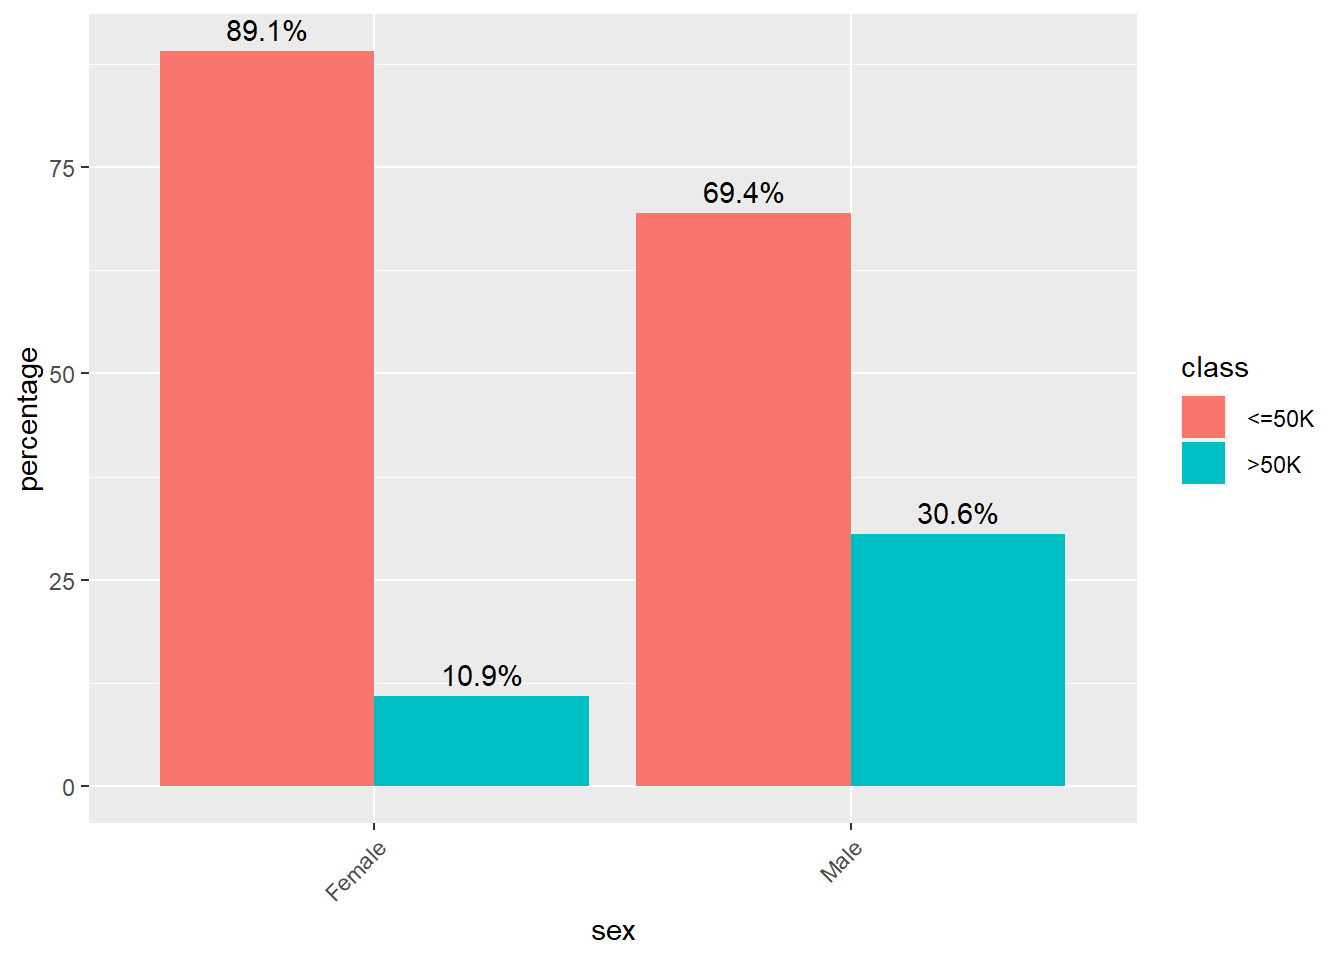 89.1%
69.4%
30.6%
10.9%
75
50
25
0
percentage
Female
Male
sex
class
<=50K
>50K